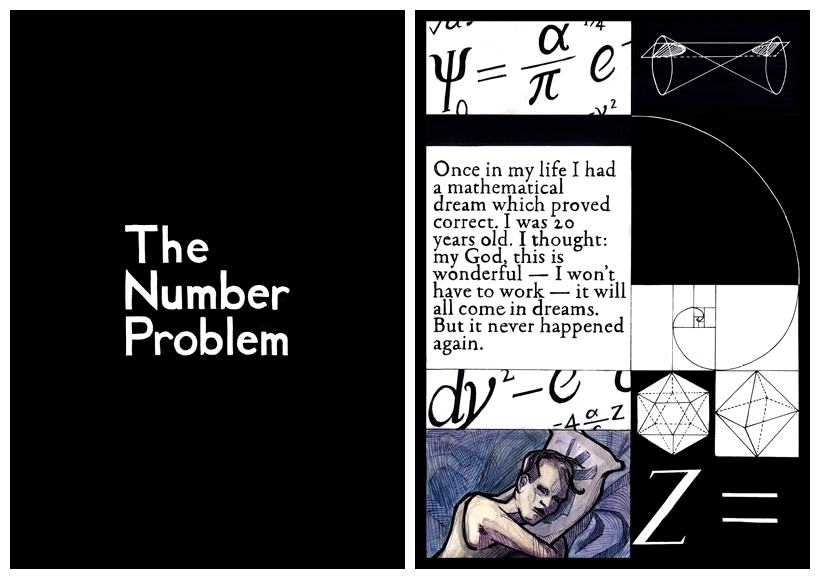 The
Number
Problem
ψ₀ = α/π e⁻
Once in my life I had
a mathematical
dream which proved
correct. I was 20
years old. I thought:
my God, this is
wonderful — I won't
have to work — it will
all come in dreams.
But it never happened
again.
dy² – e
-4 α z
Z =